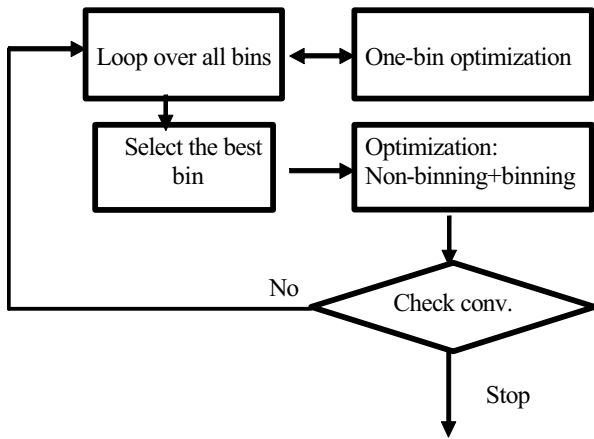 Loop over all bins
One-bin optimization
Select the best
bin
Optimization:
Non-binning+binning
No
Check conv.
Stop